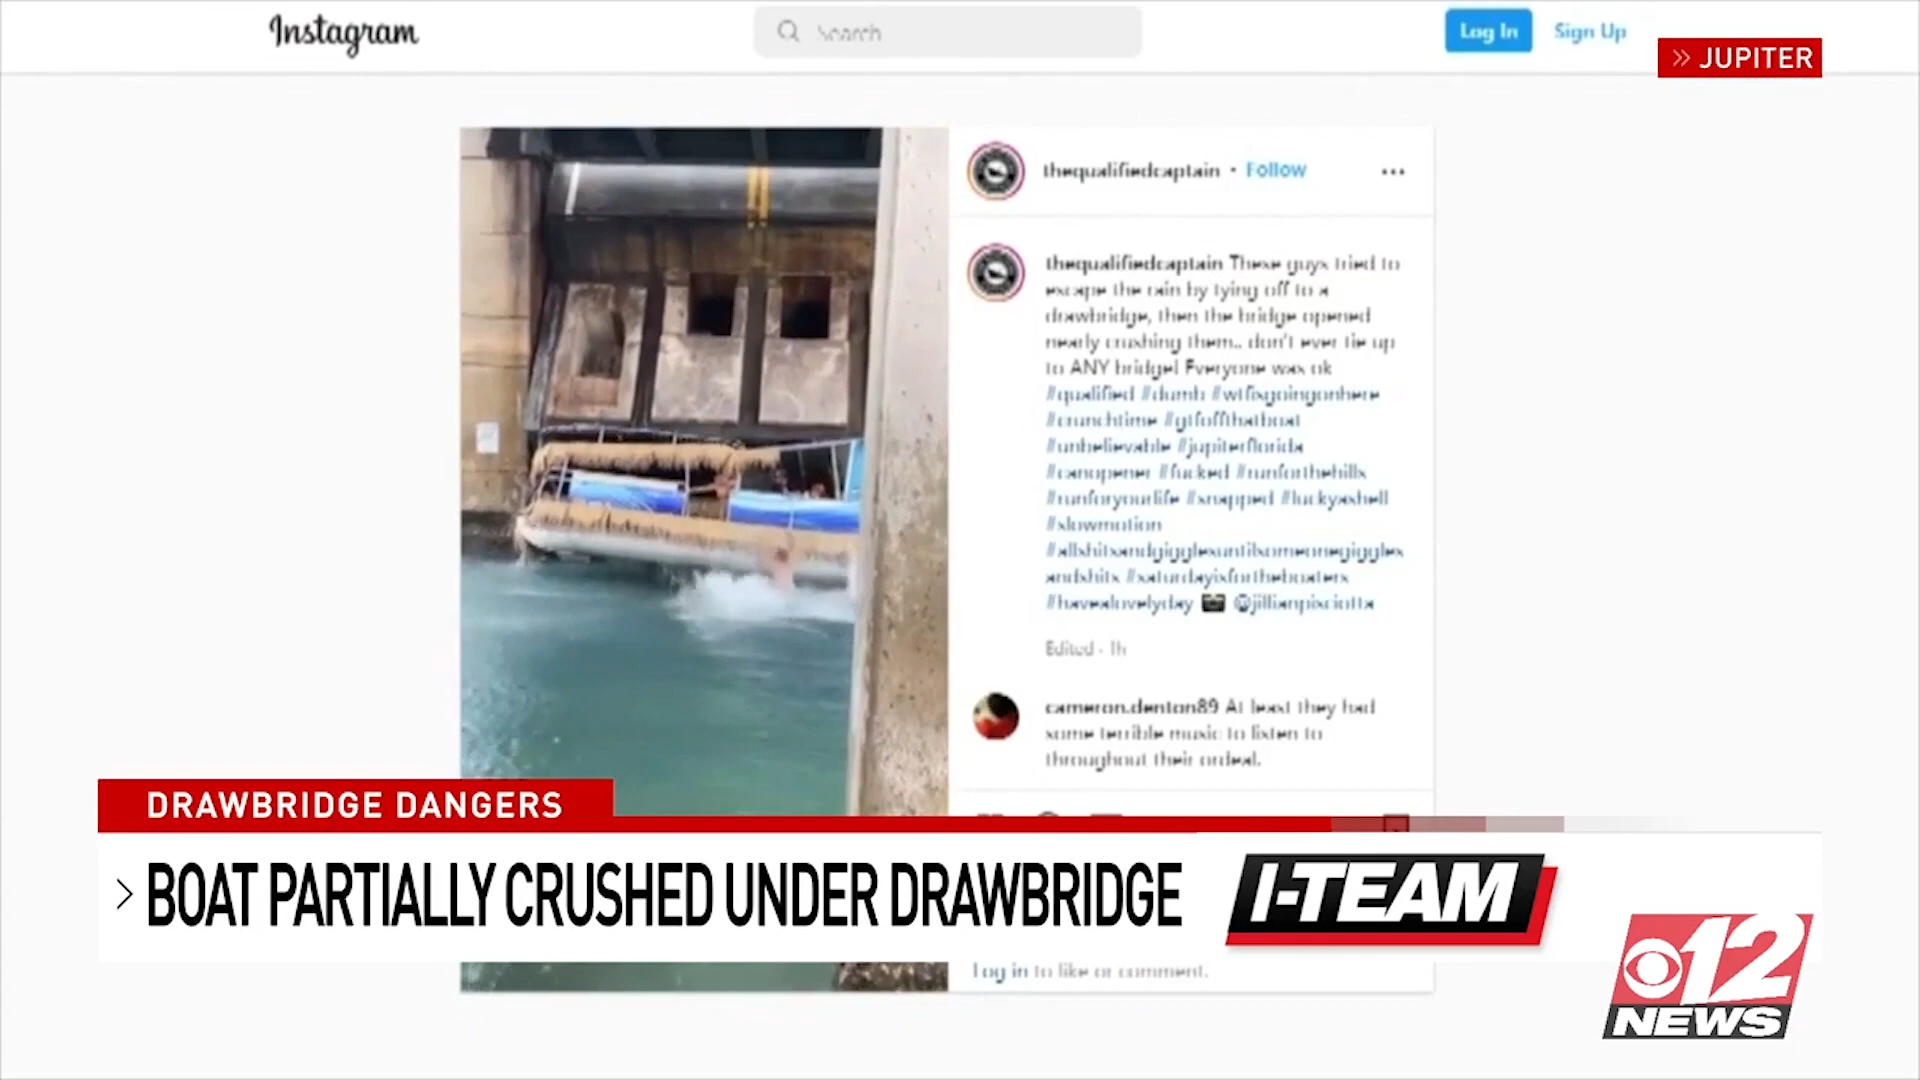 Instagram
Search
Log In
Sign Up
» JUPITER
thequalifiedcaptain • Follow
...
thequalifiedcaptain These guys tried to
escape the rain by tying off to a
drawbridge, then the bridge opened
nearly crushing them.. don't ever tie up
to ANY bridge! Everyone was ok
#qualified #dumb #wtfisgoingonhere
#crunchtime #gtfoffthatboat
#unbelievable #jupiterflorida
#canopener #fucked #runforthehills
#runforyourlife #snapped #luckyashell
#slowmotion
#allshitsandgigglesuntilsomeonegiggles
andshits #saturdayisfortheboaters
#havealovelyday 📷 @jillianpisciotta
Edited · 1h
cameron.denton89 At least they had
some terrible music to listen to
throughout their ordeal.
DRAWBRIDGE DANGERS
> BOAT PARTIALLY CRUSHED UNDER DRAWBRIDGE
I-TEAM
Log in to like or comment.
12
NEWS